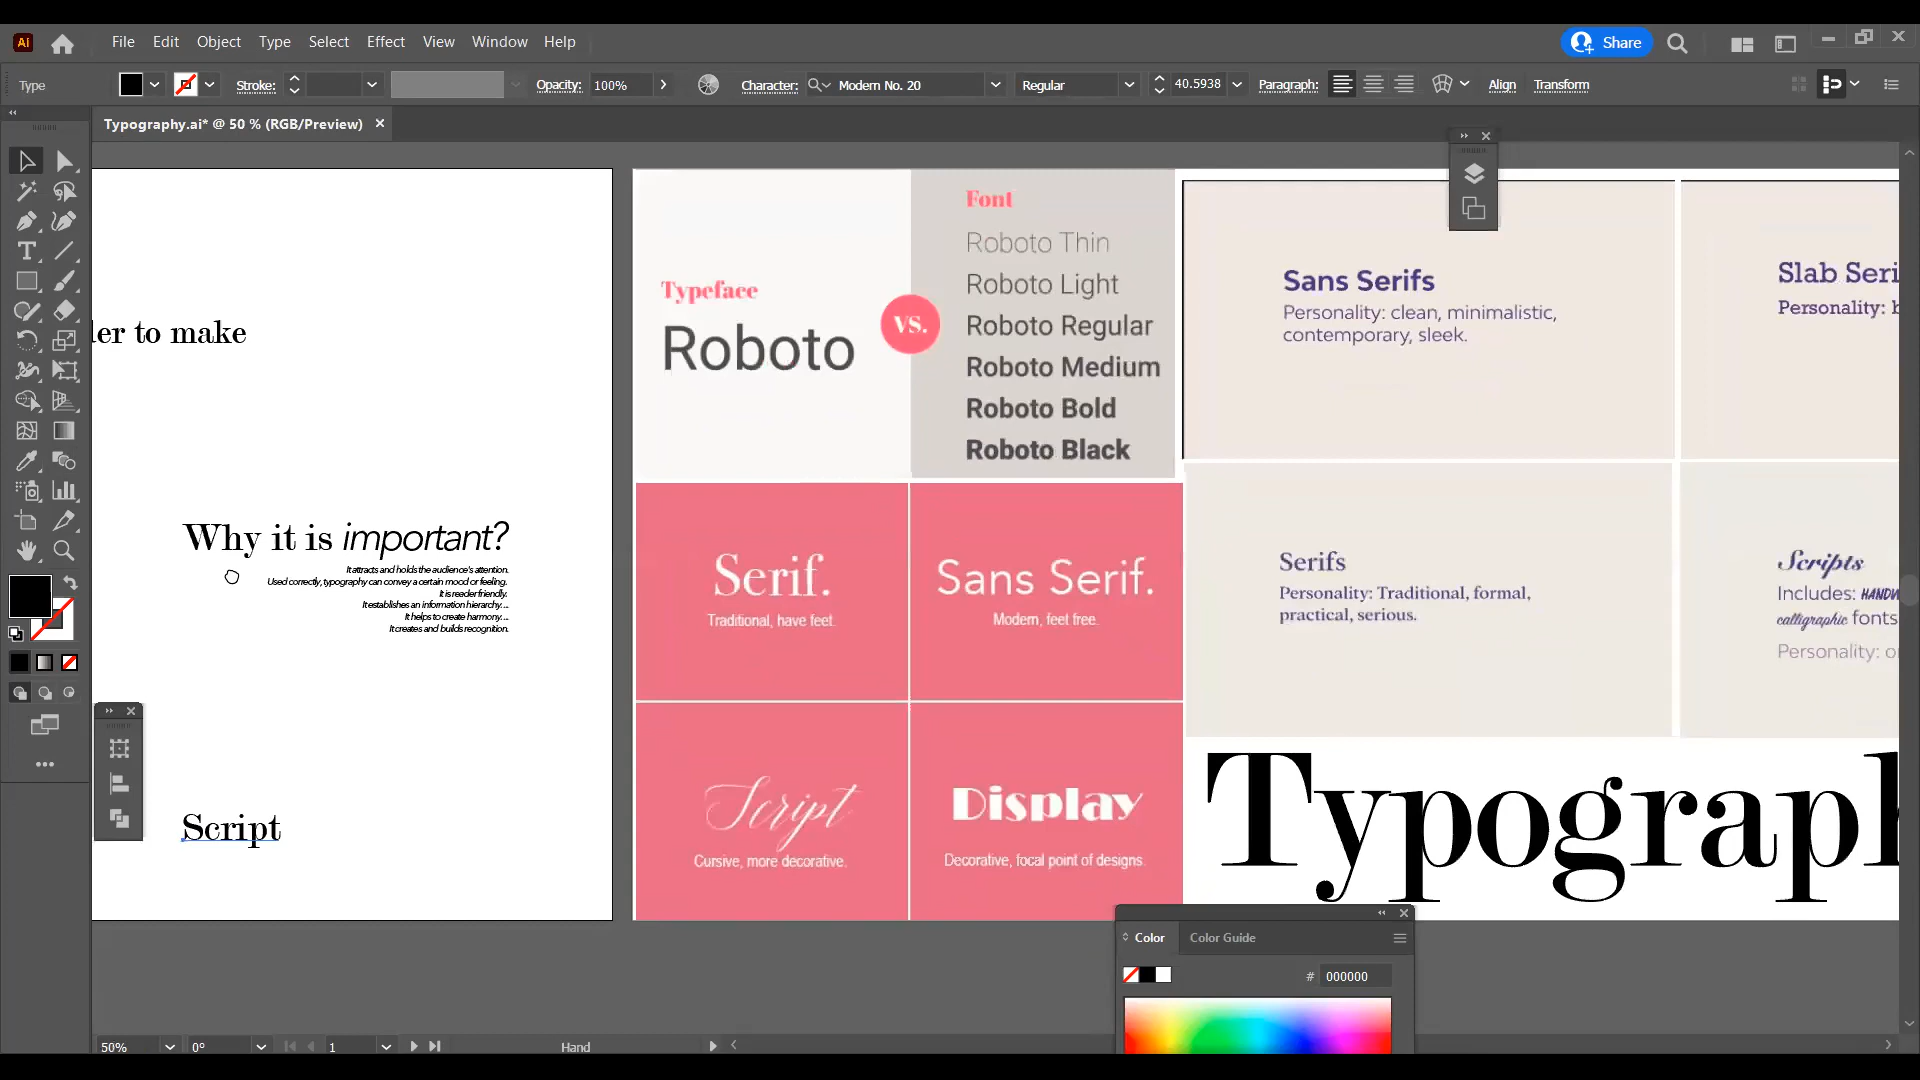 Ai
File Edit Object Type Select Effect View Window Help
Share
Type
Stroke:
Opacity: 100%
Character: Modern No. 20
Regular
40.5938
Paragraph:
Align
Transform
Typography.ai* @ 50 % (RGB/Preview)
der to make
Why it is important?
It attracts and holds the audience's attention.
Used correctly, typography can convey a certain mood or feeling.
It is reader friendly.
It establishes an information hierarchy....
It helps to create harmony....
It creates and builds recognition.
Script
Typeface
Roboto
VS.
Font
Roboto Thin
Roboto Light
Roboto Regular
Roboto Medium
Roboto Bold
Roboto Black
Serif.
Traditional, have feet.
Sans Serif.
Modern, feet free.
Script
Cursive, more decorative.
Display
Decorative, focal point of designs.
Sans Serifs
Personality: clean, minimalistic,
contemporary, sleek.
Slab Seri
Personality: b
Serifs
Personality: Traditional, formal,
practical, serious.
Scripts
Includes:
calligraphic fonts
Personality: o
Typograp
Color Color Guide
# 000000
50%
0°
1
Hand